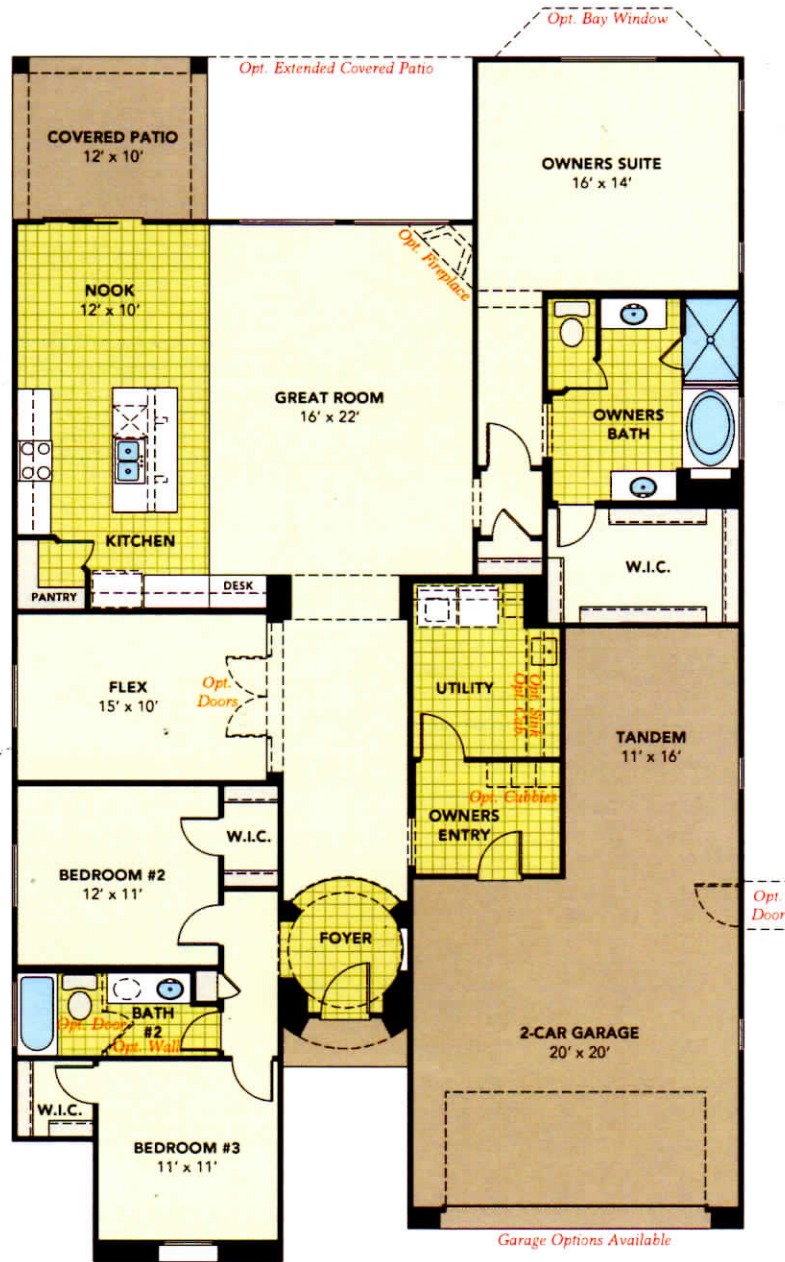 Opt. Bay Window
Opt. Extended Covered Patio
COVERED PATIO
12' x 10'
OWNERS SUITE
16' x 14'
Opt. Fireplace
NOOK
12' x 10'
GREAT ROOM
16' x 22'
OWNERS
BATH
KITCHEN
W.I.C.
DESK
PANTRY
FLEX
15' x 10'
Opt.
Doors
UTILITY
Opt. Sink
Opt. Cab.
TANDEM
11' x 16'
Opt. Cubbies
OWNERS
ENTRY
W.I.C.
BEDROOM #2
12' x 11'
Opt.
Door
FOYER
BATH
#2
Opt. Door
Opt. Wall
2-CAR GARAGE
20' x 20'
W.I.C.
BEDROOM #3
11' x 11'
Garage Options Available